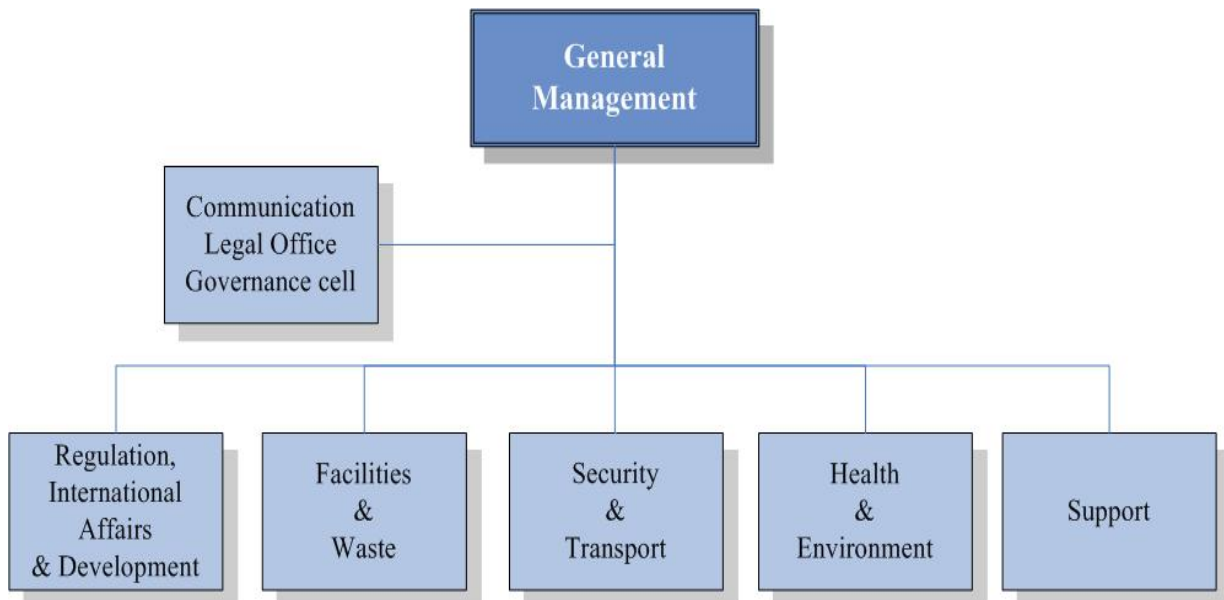 General
Management
Communication
Legal Office
Governance cell
Regulation,
International
Affairs
& Development
Facilities
&
Waste
Security
&
Transport
Health
&
Environment
Support